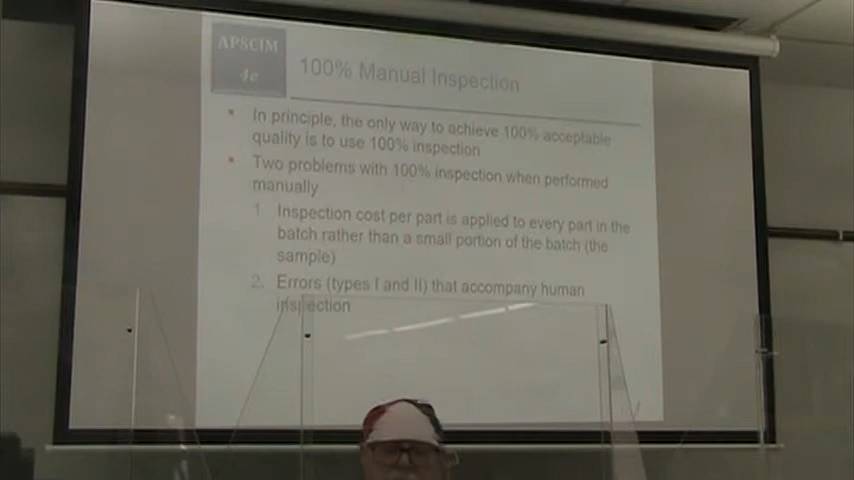 APSCIM
4e
100% Manual Inspection
• In principle, the only way to achieve 100% acceptable
quality is to use 100% inspection
• Two problems with 100% inspection when performed
manually
1. Inspection cost per part is applied to every part in the
batch rather than a small portion of the batch (the
sample)
2. Errors (types I and II) that accompany human
inspection